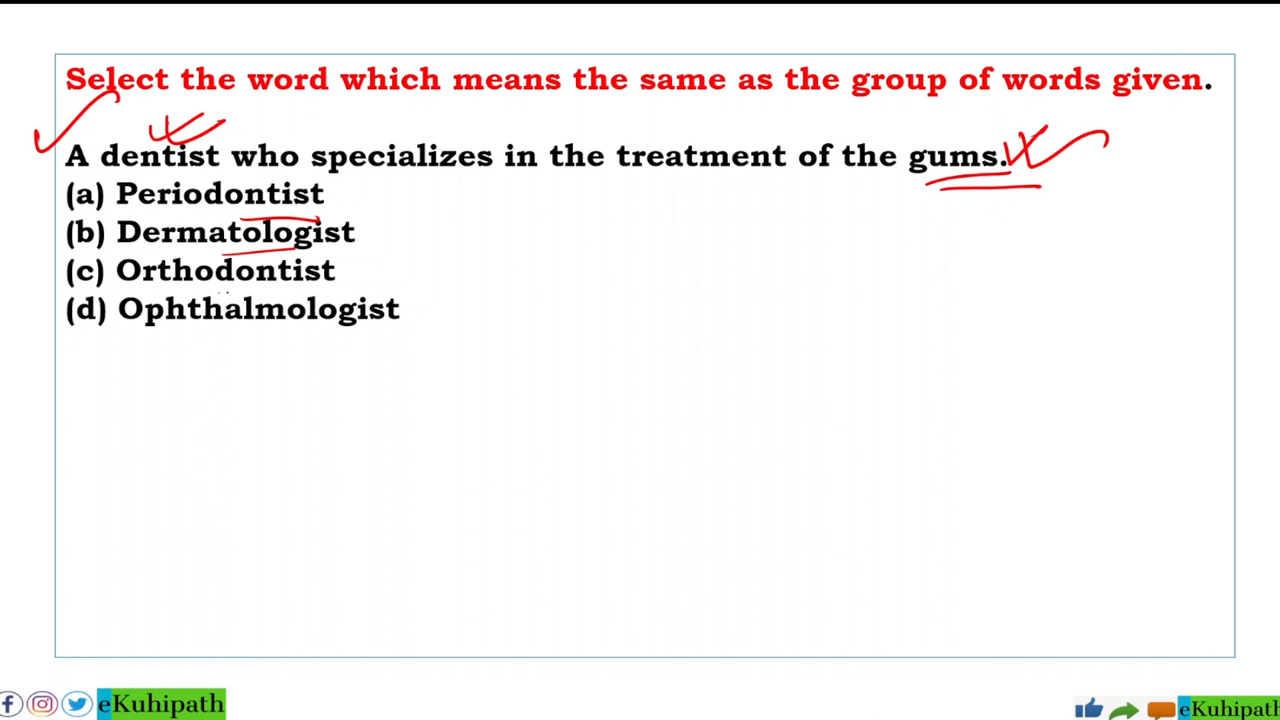 Select the word which means the same as the group of words given.
A dentist who specializes in the treatment of the gums.
(a) Periodontist
(b) Dermatologist
(c) Orthodontist
(d) Ophthalmologist
eKuhipath
eKuhipath